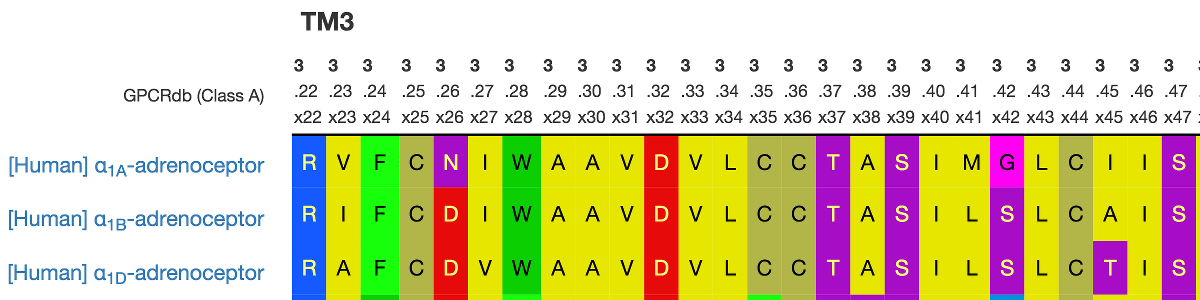 TM3
3 3 3 3 3 3 3 3 3 3 3 3 3 3 3 3 3 3 3 3 3 3 3 3 3 3
GPCRdb (Class A) .22 .23 .24 .25 .26 .27 .28 .29 .30 .31 .32 .33 .34 .35 .36 .37 .38 .39 .40 .41 .42 .43 .44 .45 .46 .47
x22 x23 x24 x25 x26 x27 x28 x29 x30 x31 x32 x33 x34 x35 x36 x37 x38 x39 x40 x41 x42 x43 x44 x45 x46 x47
[Human] α1A-adrenoceptor R V F C N I W A A V D V L C C T A S I M G L C I I S
[Human] α1B-adrenoceptor R I F C D I W A A V D V L C C T A S I L S L C A I S
[Human] α1D-adrenoceptor R A F C D V W A A V D V L C C T A S I L S L C T I S